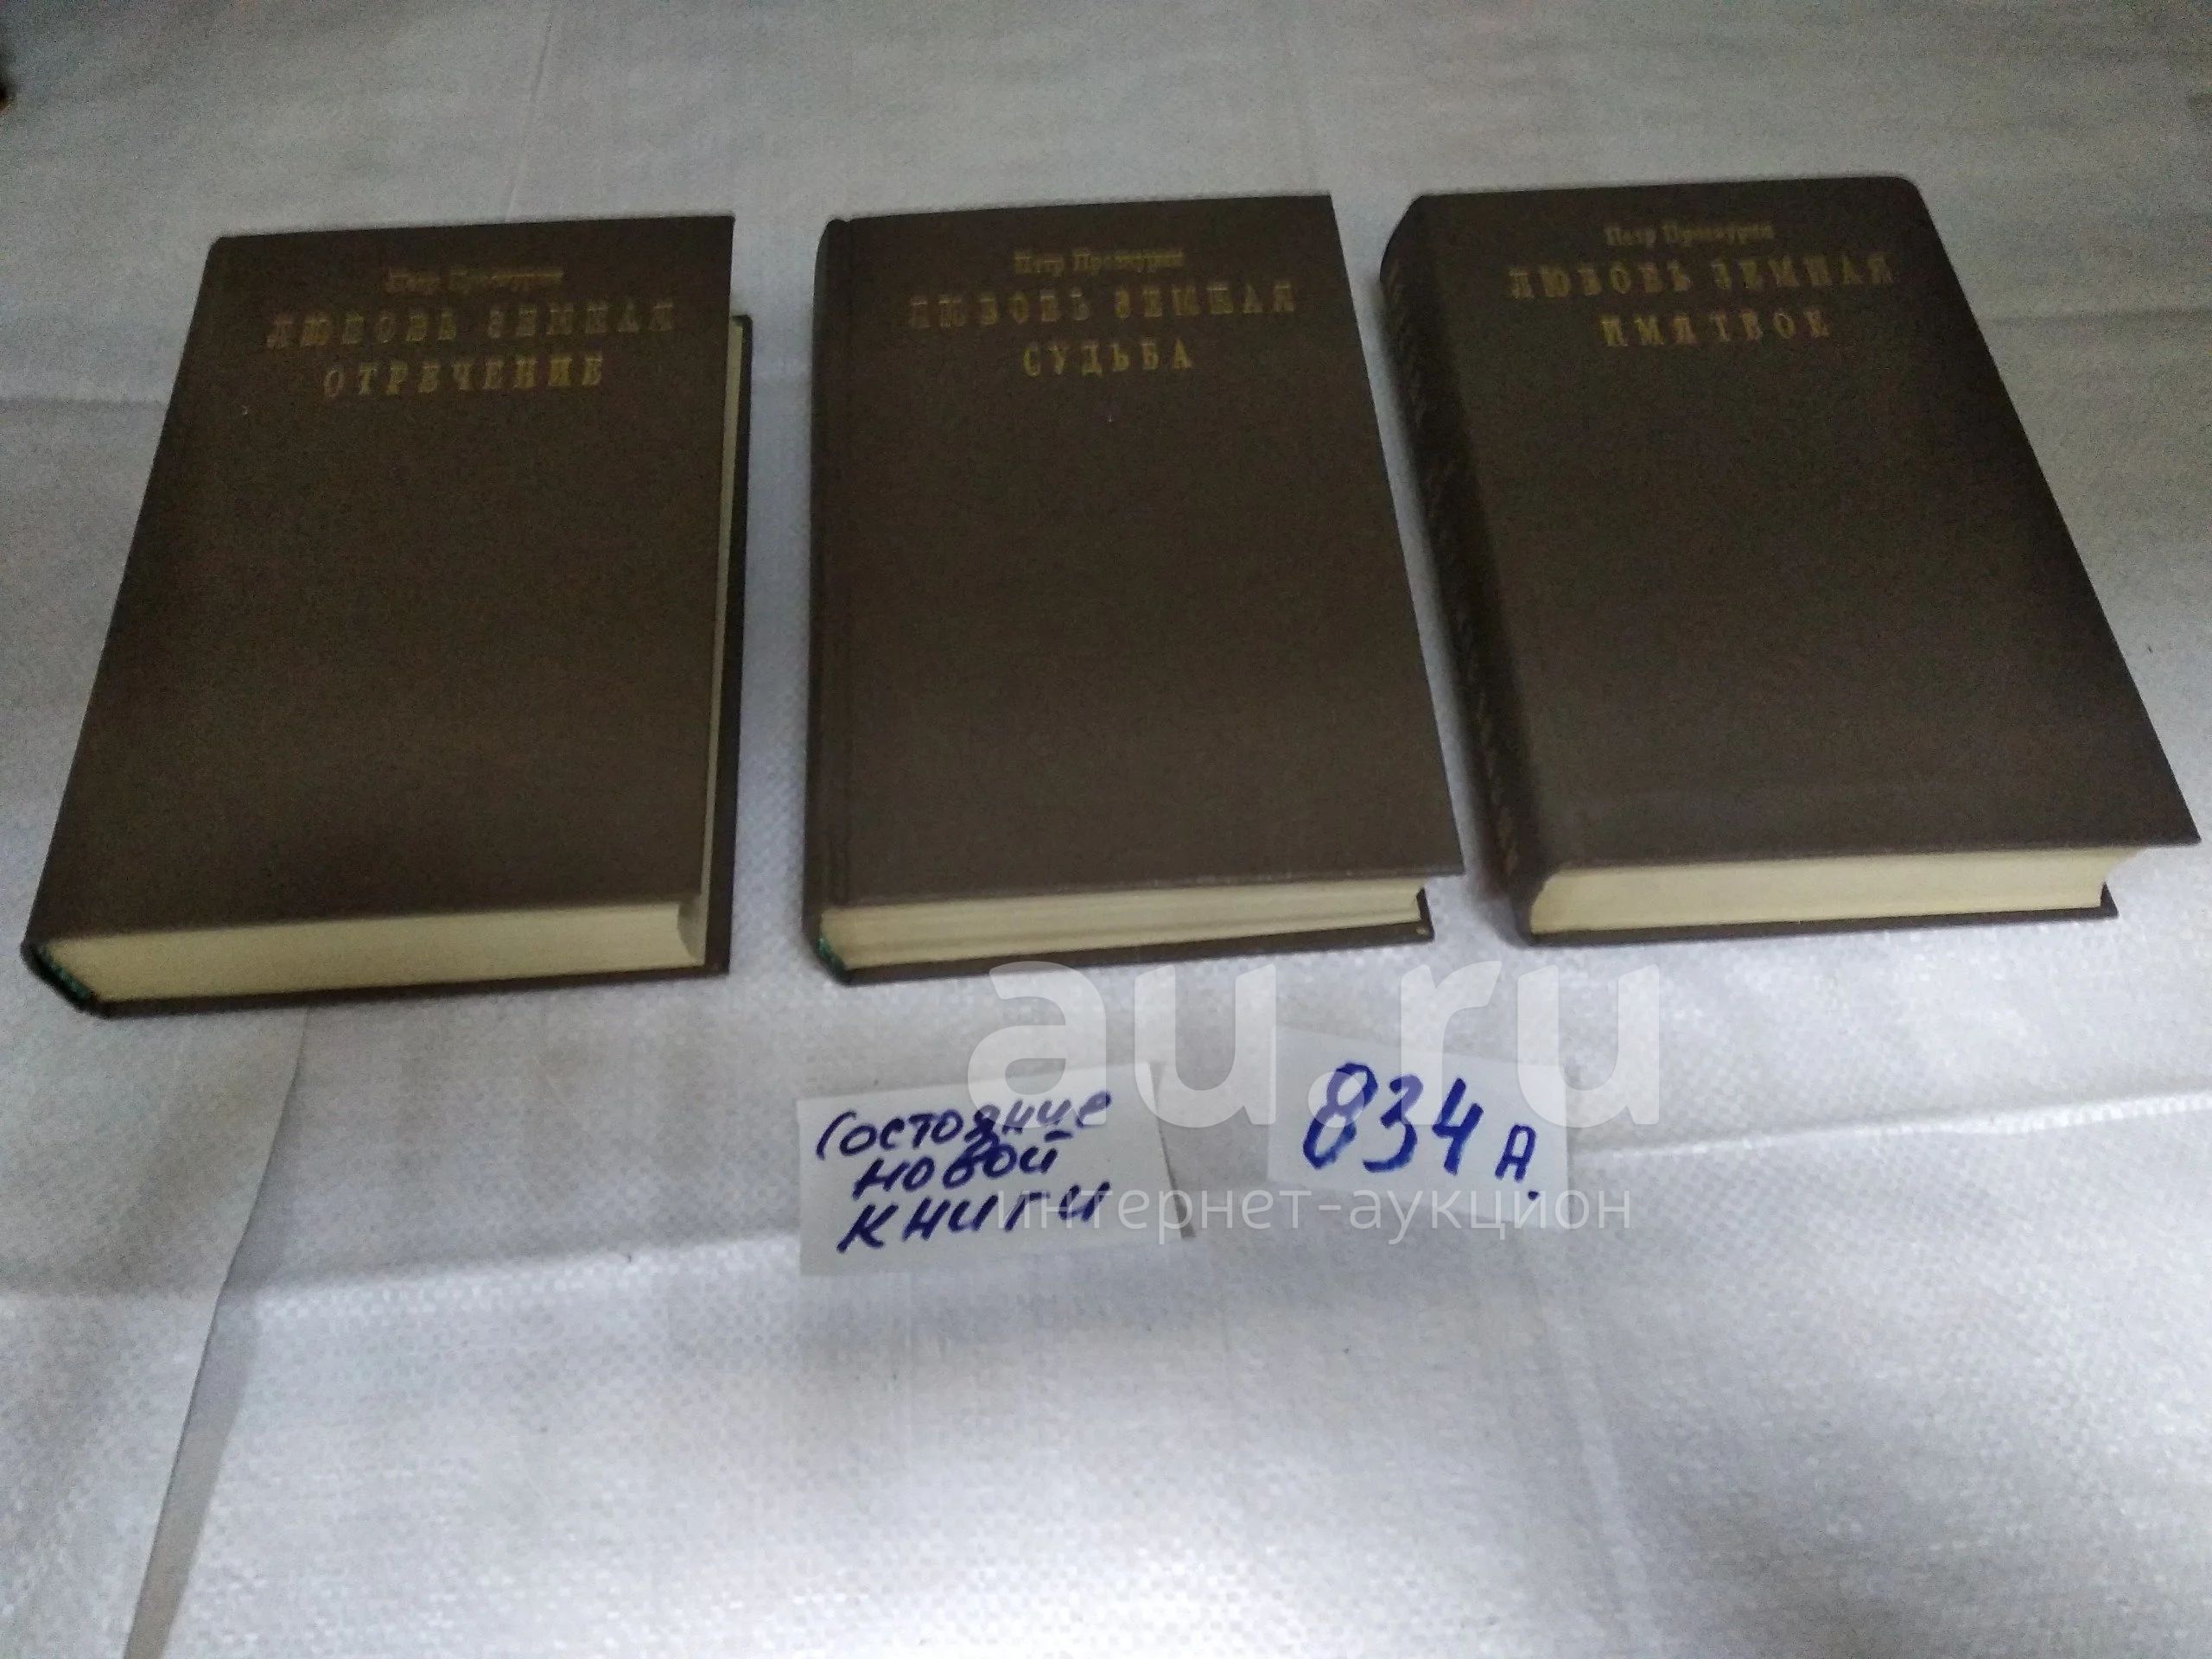 Петр Проскурин
ЛЮБОВЬ ЗЕМНАЯ
ОТРЕЧЕНИЕ
Петр Проскурин
ЛЮБОВЬ ЗЕМНАЯ
СУДЬБА
Петр Проскурин
ЛЮБОВЬ ЗЕМНАЯ
ИМЯ ТВОЕ
au.ru
интернет-аукцион
Состояние
новой
книги
834 А.